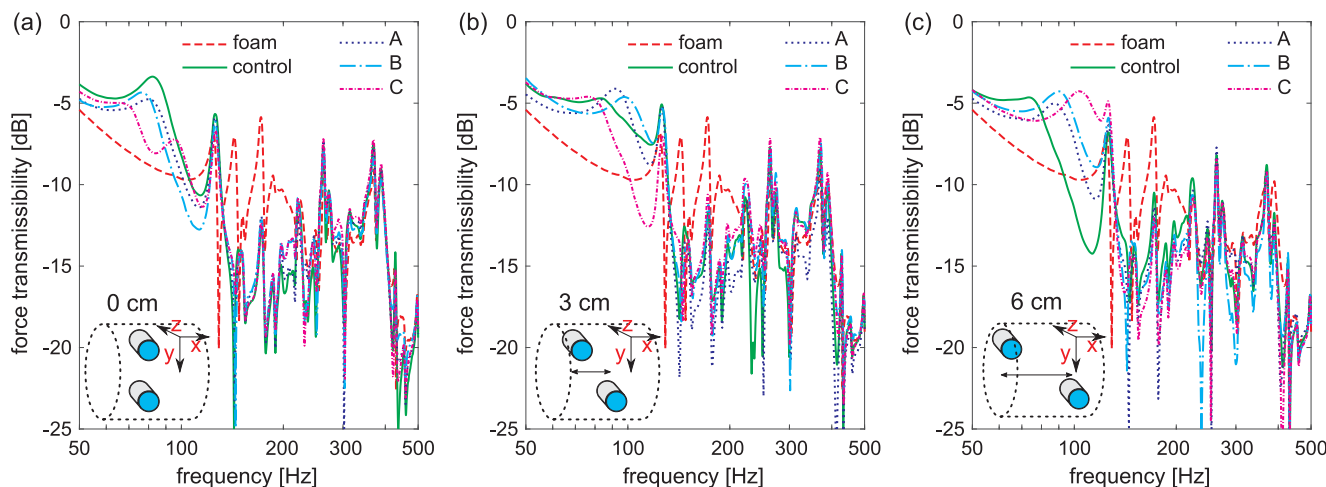 (a)
force transmissibility [dB]
0
-5
-10
-15
-20
-25
foam
control
A
B
C
0 cm
z
x
y
50
100
200
300
500
frequency [Hz]
(b)
force transmissibility [dB]
0
-5
-10
-15
-20
-25
foam
control
A
B
C
3 cm
z
x
y
50
100
200
300
500
frequency [Hz]
(c)
force transmissibility [dB]
0
-5
-10
-15
-20
-25
foam
control
A
B
C
6 cm
z
x
y
50
100
200
300
500
frequency [Hz]